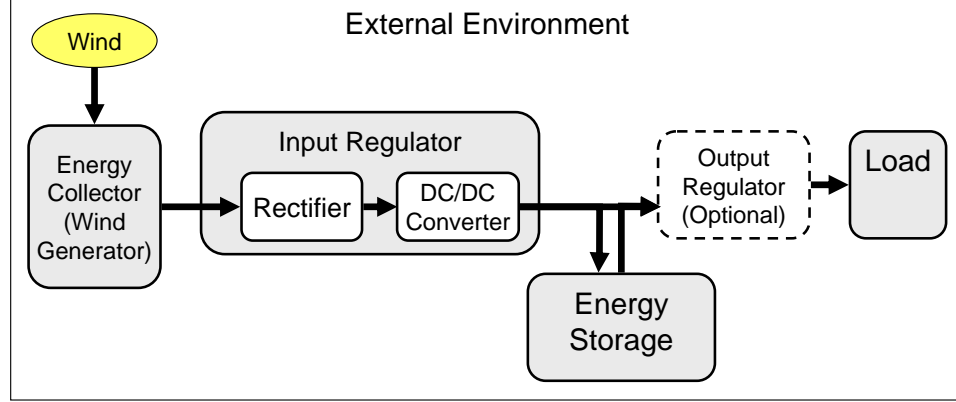 External Environment
Wind
Energy
Collector
(Wind
Generator)
Input Regulator
Rectifier
DC/DC
Converter
Energy
Storage
Output
Regulator
(Optional)
Load